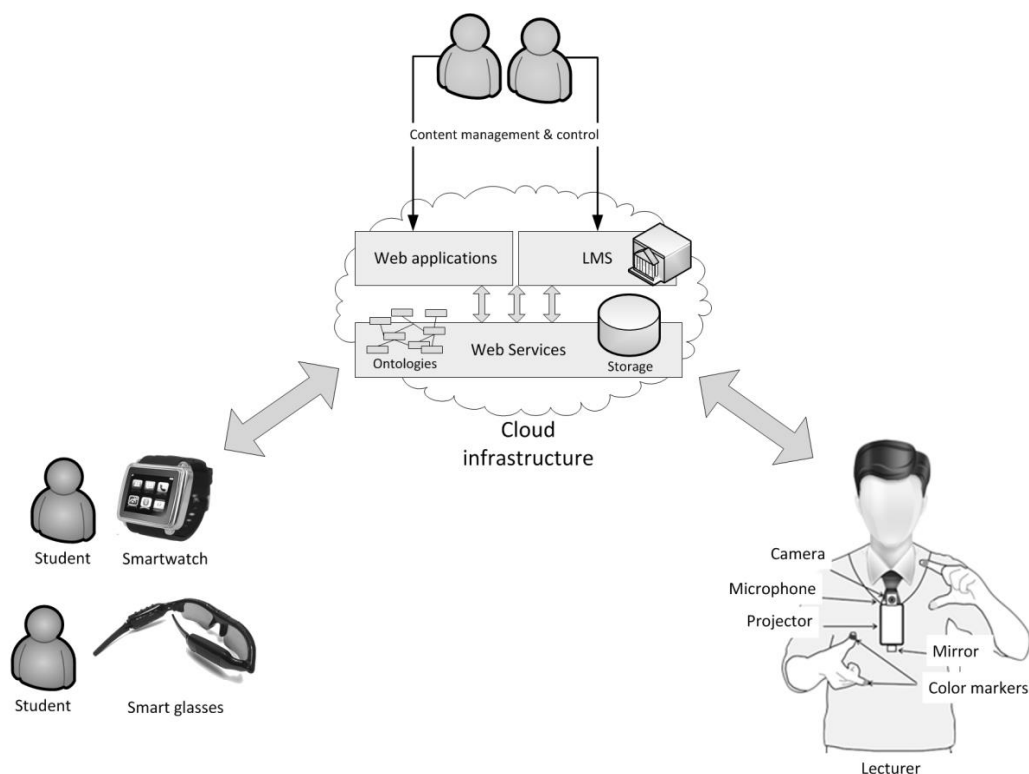 Content management & control
Web applications
LMS
Ontologies
Web Services
Storage
Cloud
infrastructure
Student
Smartwatch
Student
Smart glasses
Camera
Microphone
Projector
Mirror
Color markers
Lecturer